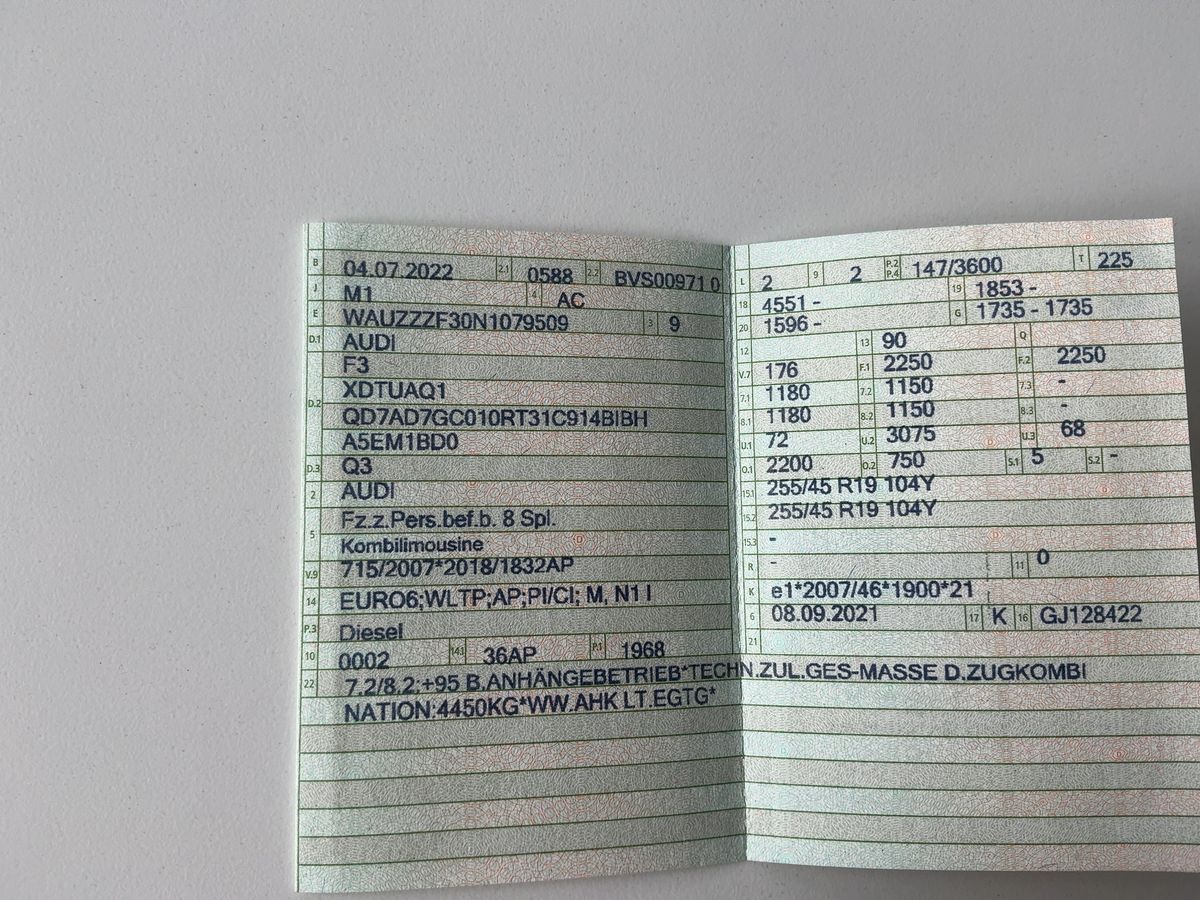 B 04.07.2022 2.1 0588 2.2 BVS00971 0
J M1 4 AC
E WAUZZZF30N1079509 3 9
D.1 AUDI
F3
XDTUAQ1
D.2 QD7AD7GC010RT31C914BIBH
A5EM1BD0
D.3 Q3
2 AUDI
5 Fz.z.Pers.bef.b. 8 Spl.
Kombilimousine
V.9 715/2007*2018/1832AP
14 EURO6;WLTP;AP;PI/CI; M, N1 I
P.3 Diesel
10 0002 14.1 36AP P.1 1968
L 2 9 2 P.2 P.4 147/3600 T 225
18 4551 - 19 1853 -
20 1596 - G 1735 - 1735
12 13 90 Q
V.7 176 F.1 2250 F.2 2250
7.1 1180 7.2 1150 7.3 -
8.1 1180 8.2 1150 8.3 -
U.1 72 U.2 3075 U.3 68
O.1 2200 O.2 750 S.1 5 S.2 -
15.1 255/45 R19 104Y
15.2 255/45 R19 104Y
15.3 -
R - 11 0
K e1*2007/46*1900*21
6 08.09.2021 17 K 16 GJ128422
21
22 7.2/8.2:+95 B.ANHÄNGEBETRIEB*TECHN.ZUL.GES-MASSE D.ZUGKOMBI
NATION:4450KG*WW.AHK LT.EGTG*